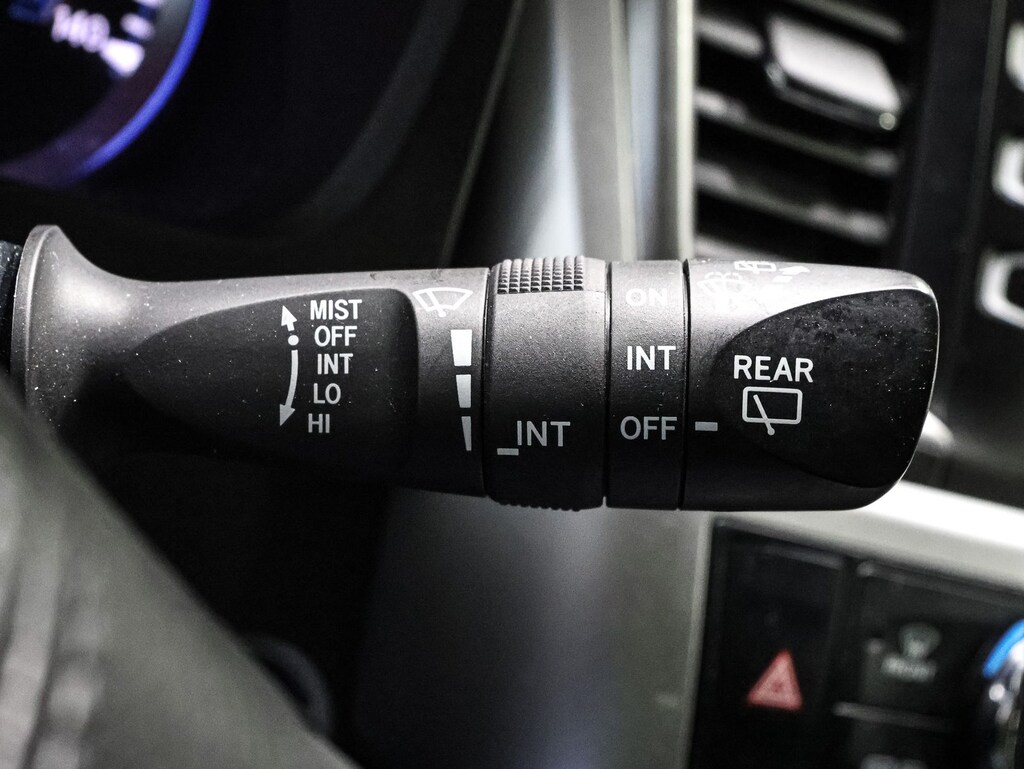 MIST
OFF
INT
LO
HI
INT
ON
INT
OFF
REAR